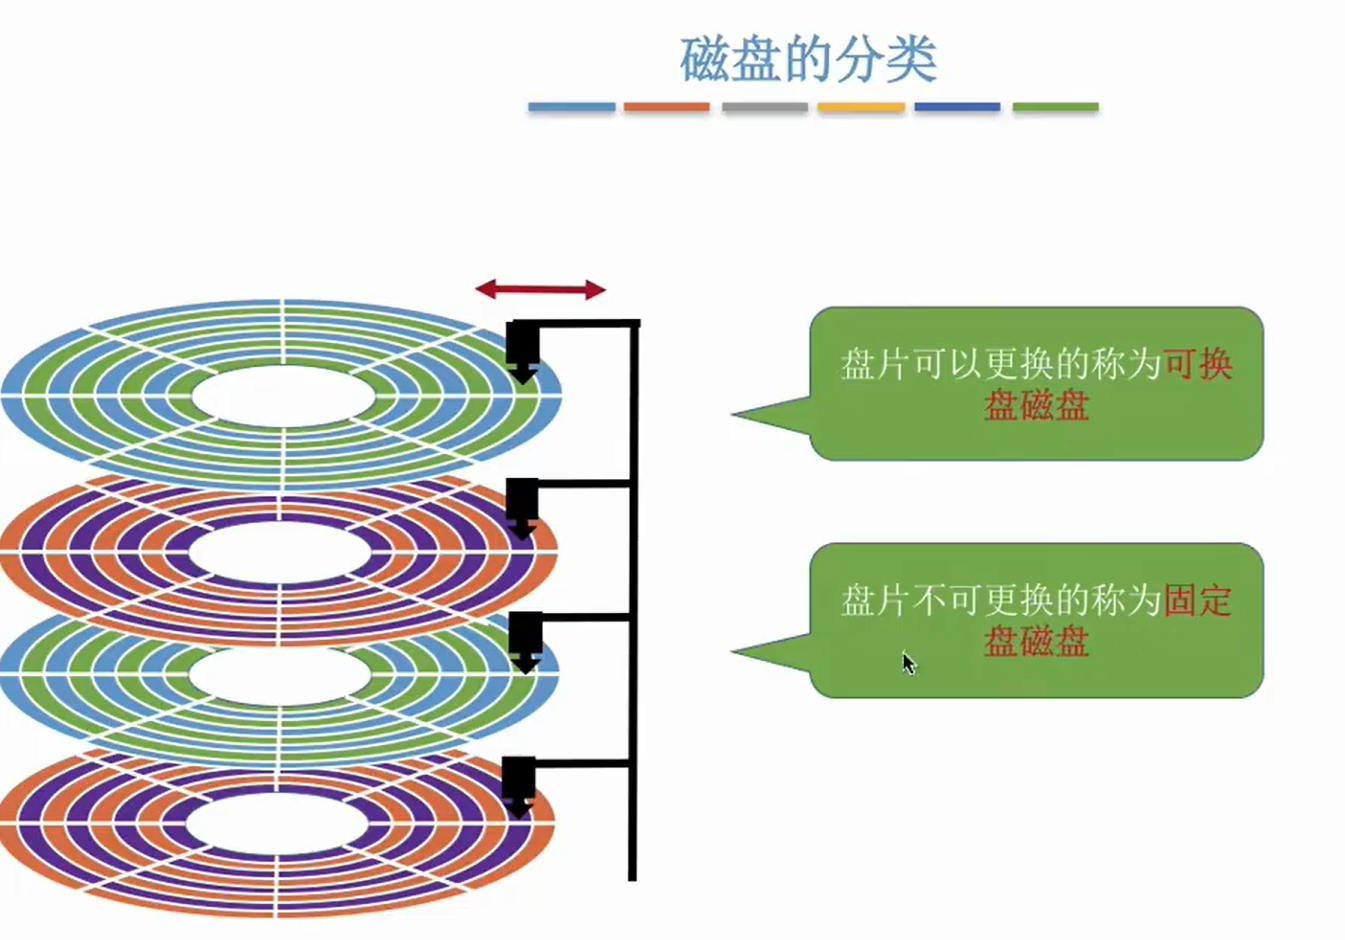 磁盘的分类
盘片可以更换的称为可换
盘磁盘
盘片不可更换的称为固定
盘磁盘